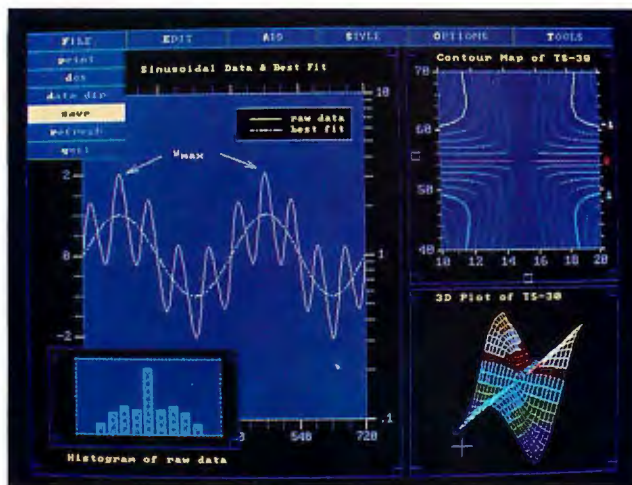 FILE EDIT AID STYLE OPTIONS TOOLS
print
dos
data dir
save
refresh
quit
Sinusoidal Data & Best Fit
10
raw data
best fit
WMAX
2
0
-2
1
.1
540
720
Histogram of raw data
Contour Map of TS-30
70
60
50
40
10 12 14 16 18 20
3D Plot of TS-30